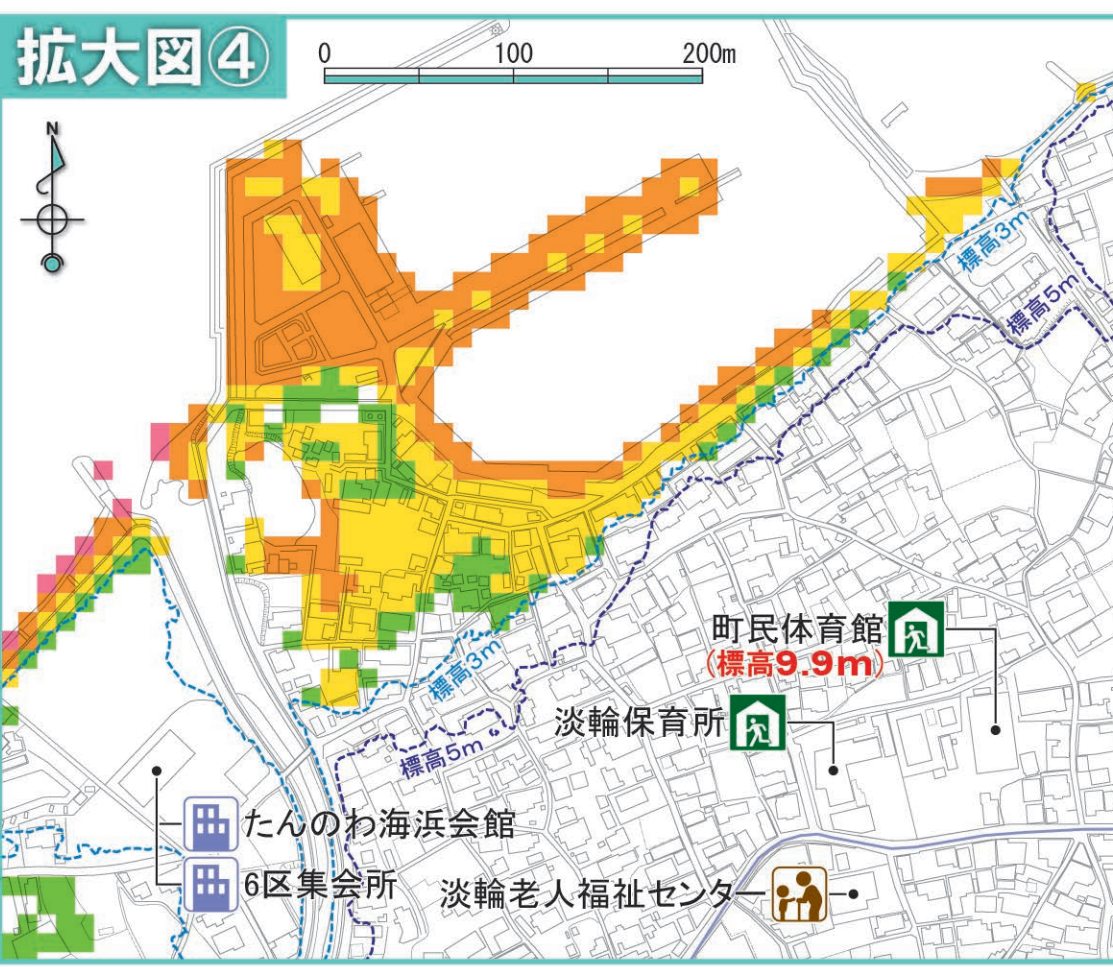 拡大図④
0 100 200m
N
標高3m
標高5m
町民体育館
(標高9.9m)
淡輪保育所
標高3m
標高5m
たんのわ海浜会館
6区集会所
淡輪老人福祉センター